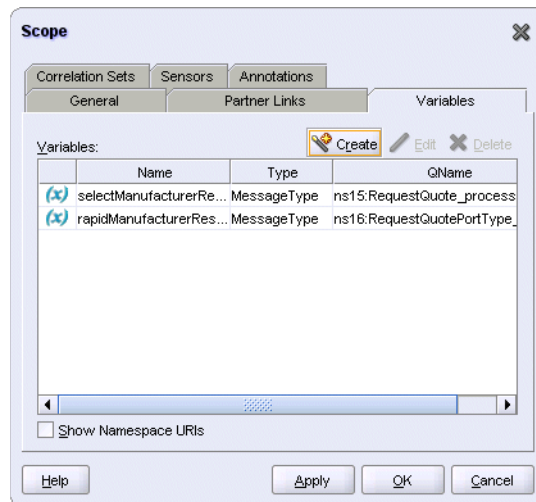 Scope
Correlation Sets Sensors Annotations
General Partner Links Variables
Variables: Create Edit Delete
Name Type QName
(x) selectManufacturerRe... MessageType ns15:RequestQuote_process
(x) rapidManufacturerRes... MessageType ns16:RequestQuotePortType_
Show Namespace URIs
Help Apply OK Cancel